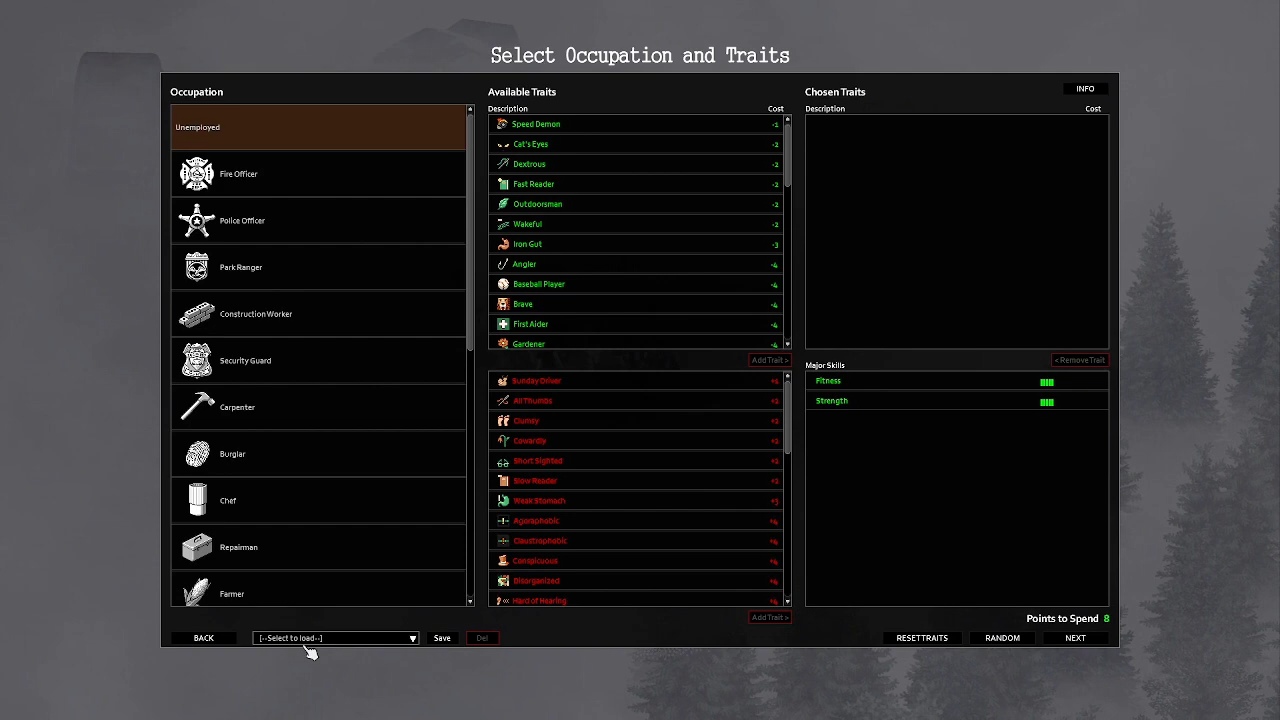 Select Occupation and Traits
Occupation
Unemployed
Fire Officer
Police Officer
Park Ranger
Construction Worker
Security Guard
Carpenter
Burglar
Chef
Repairman
Farmer
Available Traits
Description Cost
Speed Demon -1
Cat's Eyes -2
Dextrous -2
Fast Reader -2
Outdoorsman -2
Wakeful -2
Iron Gut -3
Angler -4
Baseball Player -4
Brave -4
First Aider -4
Gardener -4
Add Trait >
Sunday Driver +1
All Thumbs +2
Clumsy +2
Cowardly +2
Short Sighted +2
Slow Reader +2
Weak Stomach +3
Agoraphobic +4
Claustrophobic +4
Conspicuous +4
Disorganized +4
Hard of Hearing +4
Add Trait >
Chosen Traits
INFO
Description Cost
< Remove Trait
Major Skills
Fitness
Strength
Points to Spend 8
BACK
[--Select to load--]
Save
Del
RESET TRAITS
RANDOM
NEXT